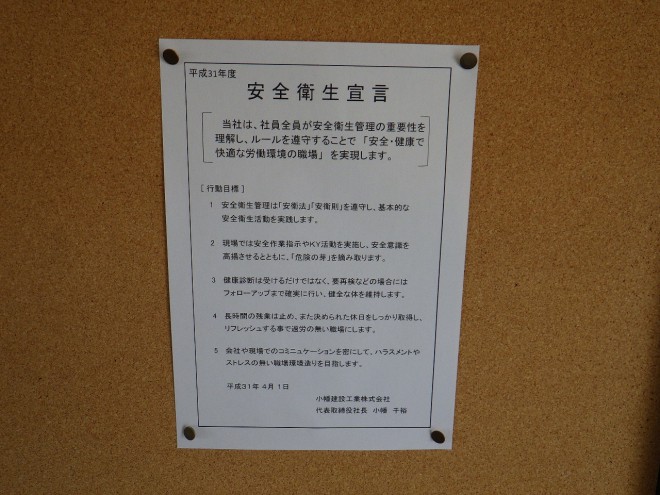 平成31年度
安全衛生宣言
当社は、社員全員が安全衛生管理の重要性を
理解し、ルールを遵守することで「安全・健康で
快適な労働環境の職場」を実現します。
[行動目標]
1 安全衛生管理は「安衛法」「安衛則」を遵守し、基本的な
安全衛生活動を実践します。
2 現場では安全作業指示やKY活動を実施し、安全意識を
高揚させるとともに、「危険の芽」を摘み取ります。
3 健康診断は受けるだけではなく、要再検などの場合には
フォローアップまで確実に行い、健全な体を維持します。
4 長時間の残業は止め、また決められた休日をしっかり取得し、
リフレッシュする事で過労の無い職場にします。
5 会社や現場でのコミニュケーションを密にして、ハラスメントや
ストレスの無い職場環境造りを目指します。
平成31年 4月 1日
小幡建設工業株式会社
代表取締役社長 小幡 千裕